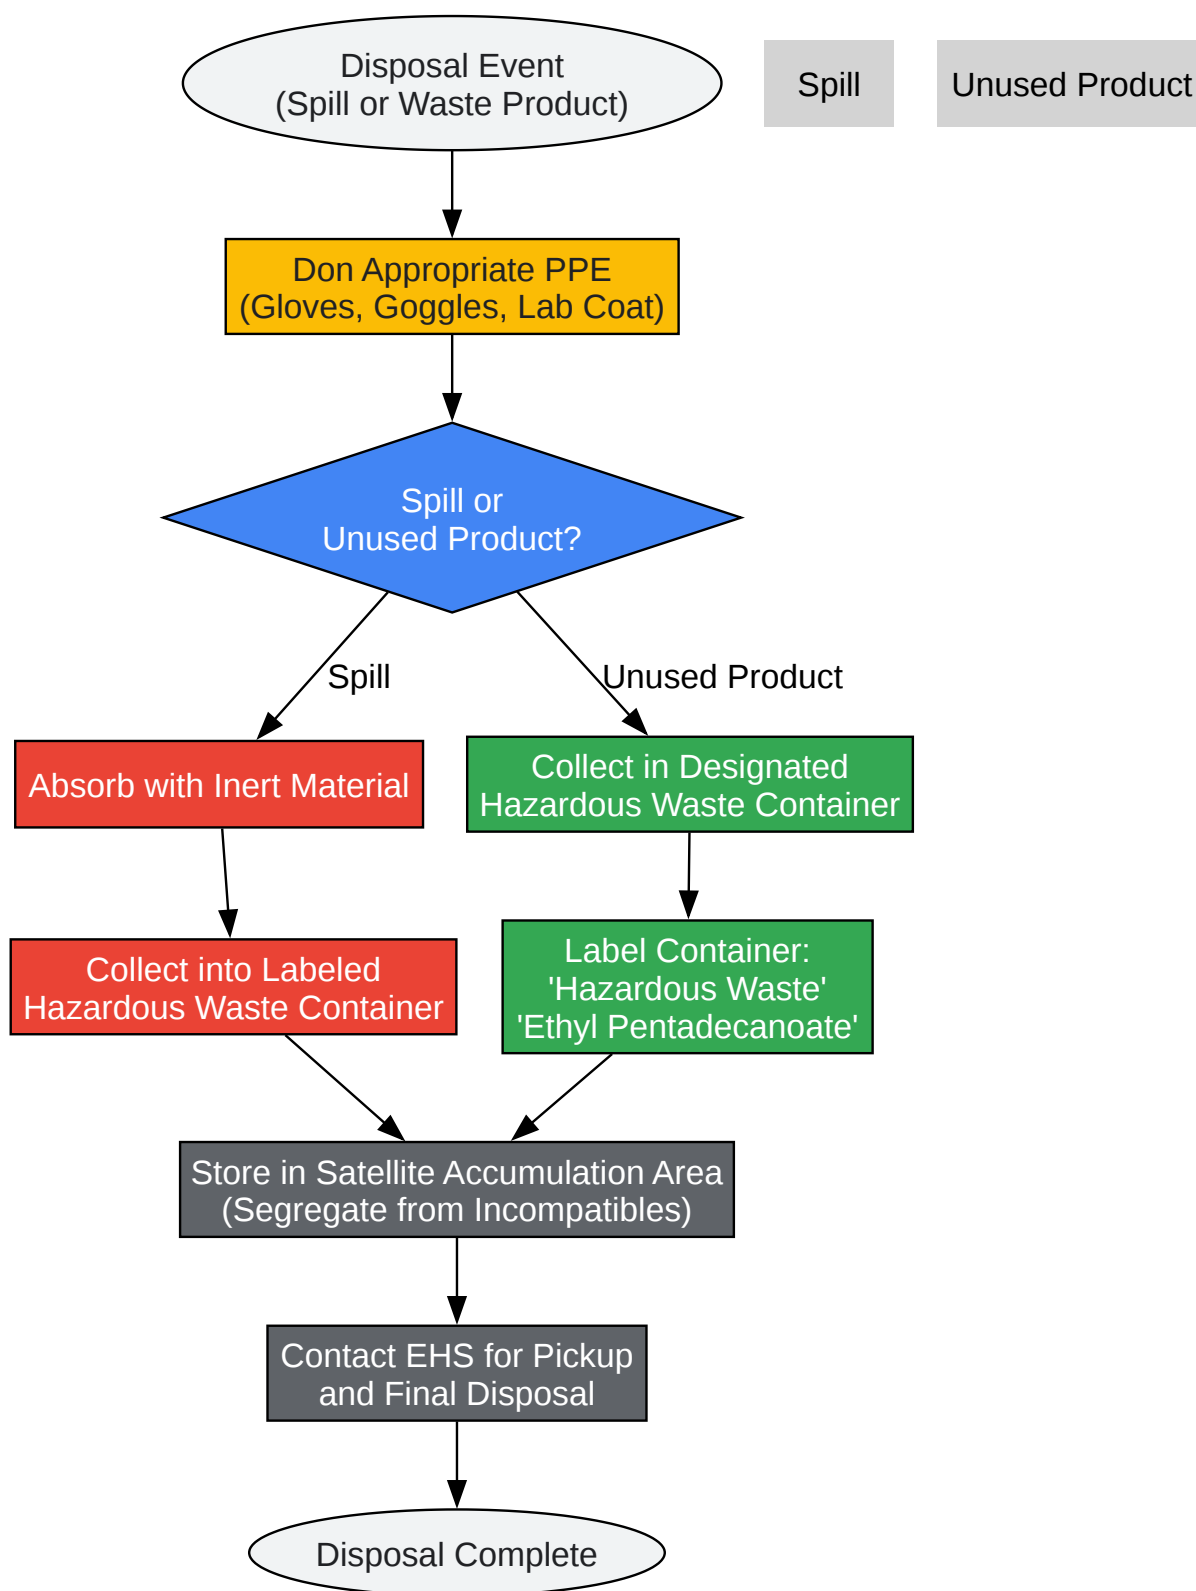 Disposal Event
(Spill or Waste Product)
Spill
Unused Product
Don Appropriate PPE
(Gloves, Goggles, Lab Coat)
Spill or
Unused Product?
Spill
Unused Product
Absorb with Inert Material
Collect in Designated
Hazardous Waste Container
Collect into Labeled
Hazardous Waste Container
Label Container:
'Hazardous Waste'
'Ethyl Pentadecanoate'
Store in Satellite Accumulation Area
(Segregate from Incompatibles)
Contact EHS for Pickup
and Final Disposal
Disposal Complete